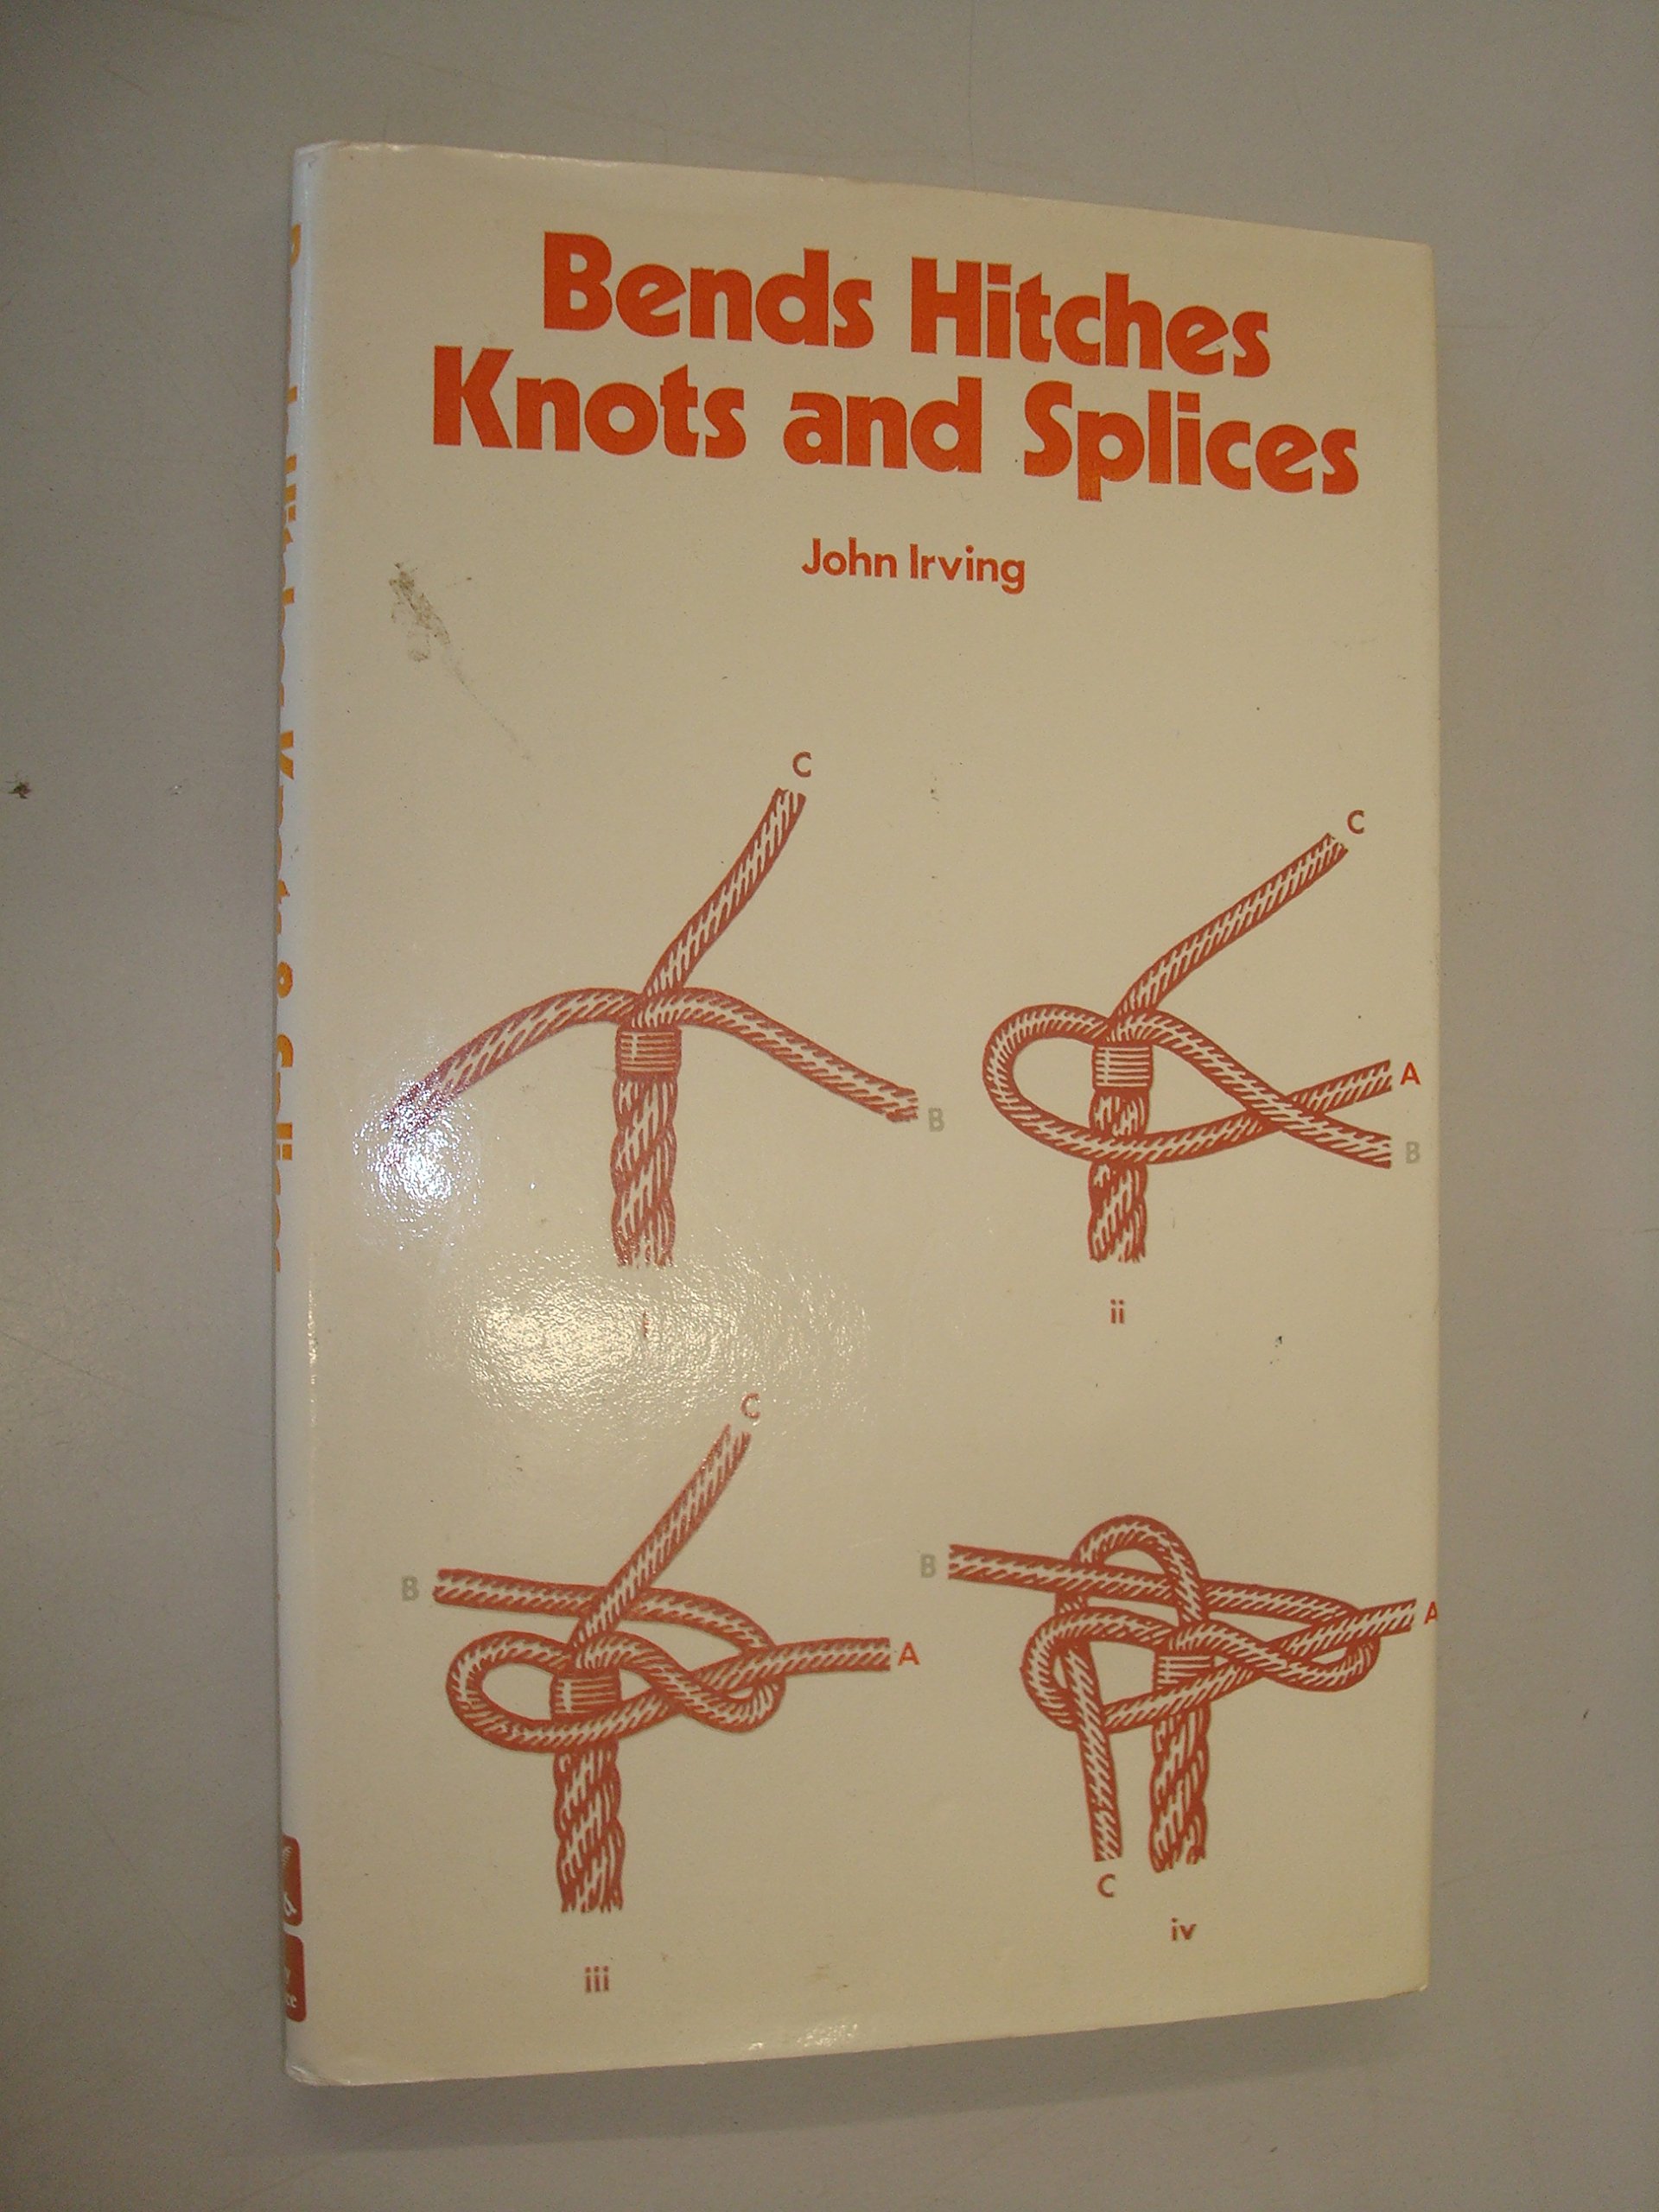 Bends Hitches
Knots and Splices
John Irving
C
B
i
C
A
B
ii
C
B
A
iii
B
A
C
iv